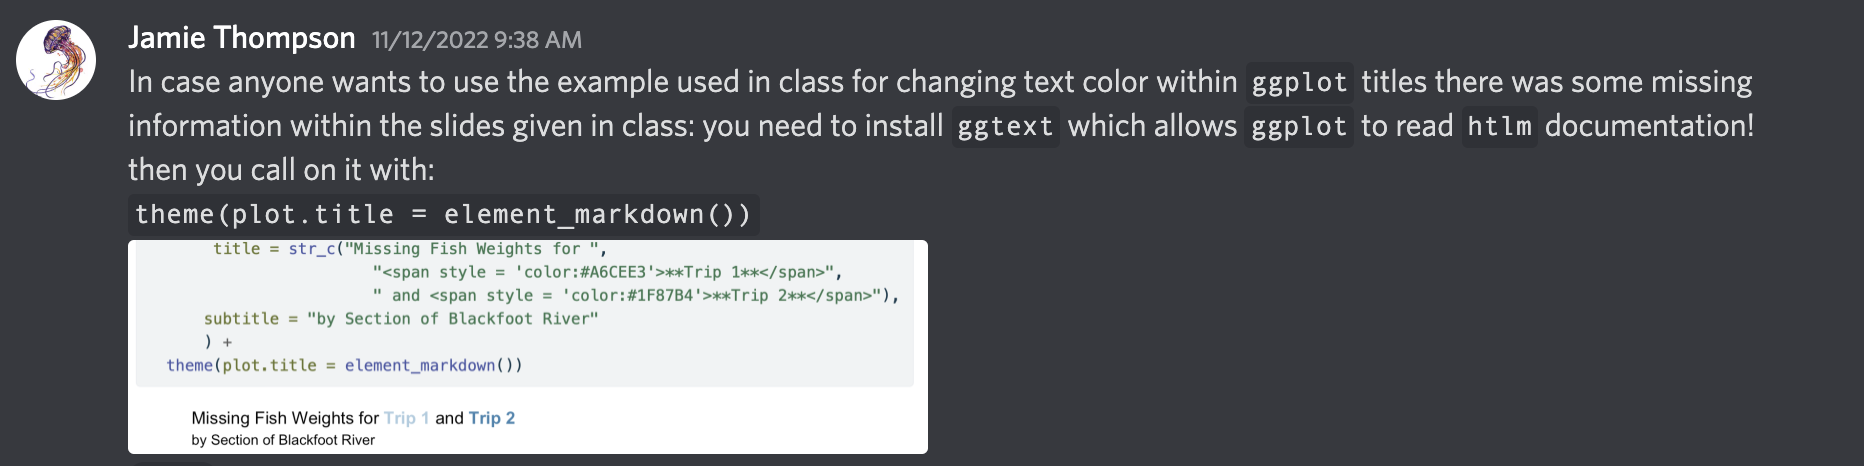 Jamie Thompson 11/12/2022 9:38 AM
In case anyone wants to use the example used in class for changing text color within ggplot titles there was some missing
information within the slides given in class: you need to install ggtext which allows ggplot to read htlm documentation!
then you call on it with:
theme(plot.title = element_markdown())
title = str_c("Missing Fish Weights for ",
"<span style = 'color:#A6CEE3'>**Trip 1**</span>",
" and <span style = 'color:#1F87B4'>**Trip 2**</span>"),
subtitle = "by Section of Blackfoot River"
) +
theme(plot.title = element_markdown())
Missing Fish Weights for Trip 1 and Trip 2
by Section of Blackfoot River